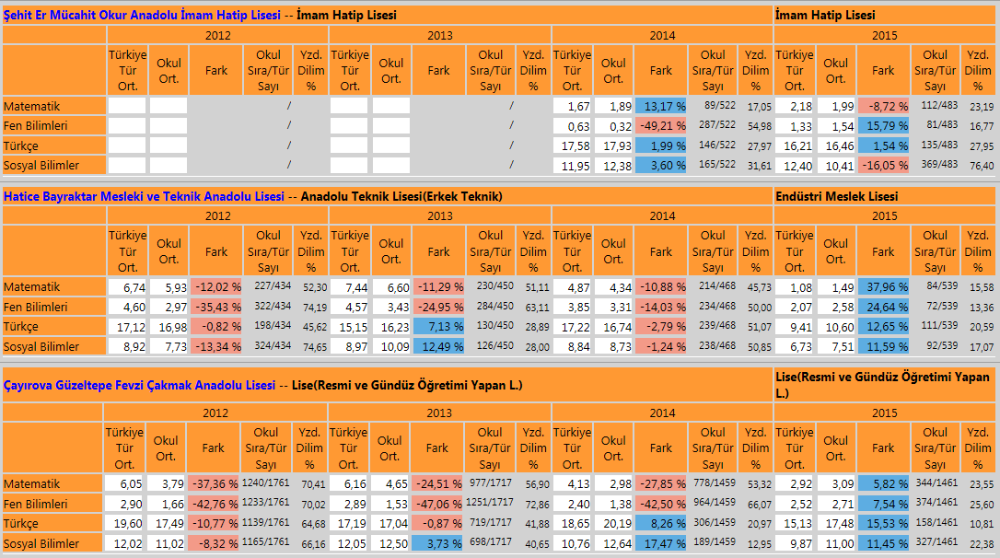 Şehit Er Mücahit Okur Anadolu İmam Hatip Lisesi -- İmam Hatip Lisesi İmam Hatip Lisesi
2012 2013 2014 2015
Türkiye Tür Ort. Okul Ort. Fark Okul Sıra/Tür Sayı Yzd. Dilim % Türkiye Tür Ort. Okul Ort. Fark Okul Sıra/Tür Sayı Yzd. Dilim % Türkiye Tür Ort. Okul Ort. Fark Okul Sıra/Tür Sayı Yzd. Dilim % Türkiye Tür Ort. Okul Ort. Fark Okul Sıra/Tür Sayı Yzd. Dilim %
Matematik / / 1,67 1,89 13,17 % 89/522 17,05 2,18 1,99 -8,72 % 112/483 23,19
Fen Bilimleri / / 0,63 0,32 -49,21 % 287/522 54,98 1,33 1,54 15,79 % 81/483 16,77
Türkçe / / 17,58 17,93 1,99 % 146/522 27,97 16,21 16,46 1,54 % 135/483 27,95
Sosyal Bilimler / / 11,95 12,38 3,60 % 165/522 31,61 12,40 10,41 -16,05 % 369/483 76,40
Hatice Bayraktar Mesleki ve Teknik Anadolu Lisesi -- Anadolu Teknik Lisesi(Erkek Teknik) Endüstri Meslek Lisesi
2012 2013 2014 2015
Türkiye Tür Ort. Okul Ort. Fark Okul Sıra/Tür Sayı Yzd. Dilim % Türkiye Tür Ort. Okul Ort. Fark Okul Sıra/Tür Sayı Yzd. Dilim % Türkiye Tür Ort. Okul Ort. Fark Okul Sıra/Tür Sayı Yzd. Dilim % Türkiye Tür Ort. Okul Ort. Fark Okul Sıra/Tür Sayı Yzd. Dilim %
Matematik 6,74 5,93 -12,02 % 227/434 52,30 7,44 6,60 -11,29 % 230/450 51,11 4,87 4,34 -10,88 % 214/468 45,73 1,08 1,49 37,96 % 84/539 15,58
Fen Bilimleri 4,60 2,97 -35,43 % 322/434 74,19 4,57 3,43 -24,95 % 284/450 63,11 3,85 3,31 -14,03 % 234/468 50,00 2,07 2,58 24,64 % 72/539 13,36
Türkçe 17,12 16,98 -0,82 % 198/434 45,62 15,15 16,23 7,13 % 130/450 28,89 17,22 16,74 -2,79 % 239/468 51,07 9,41 10,60 12,65 % 111/539 20,59
Sosyal Bilimler 8,92 7,73 -13,34 % 324/434 74,65 8,97 10,09 12,49 % 126/450 28,00 8,84 8,73 -1,24 % 238/468 50,85 6,73 7,51 11,59 % 92/539 17,07
Çayırova Güzeltepe Fevzi Çakmak Anadolu Lisesi -- Lise(Resmi ve Gündüz Öğretimi Yapan L.) Lise(Resmi ve Gündüz Öğretimi Yapan L.)
2012 2013 2014 2015
Türkiye Tür Ort. Okul Ort. Fark Okul Sıra/Tür Sayı Yzd. Dilim % Türkiye Tür Ort. Okul Ort. Fark Okul Sıra/Tür Sayı Yzd. Dilim % Türkiye Tür Ort. Okul Ort. Fark Okul Sıra/Tür Sayı Yzd. Dilim % Türkiye Tür Ort. Okul Ort. Fark Okul Sıra/Tür Sayı Yzd. Dilim %
Matematik 6,05 3,79 -37,36 % 1240/1761 70,41 6,16 4,65 -24,51 % 977/1717 56,90 4,13 2,98 -27,85 % 778/1459 53,32 2,92 3,09 5,82 % 344/1461 23,55
Fen Bilimleri 2,90 1,66 -42,76 % 1233/1761 70,02 2,89 1,53 -47,06 % 1251/1717 72,86 2,40 1,38 -42,50 % 964/1459 66,07 2,52 2,71 7,54 % 374/1461 25,60
Türkçe 19,60 17,49 -10,77 % 1139/1761 64,68 17,19 17,04 -0,87 % 719/1717 41,88 18,65 20,19 8,26 % 306/1459 20,97 15,13 17,48 15,53 % 158/1461 10,81
Sosyal Bilimler 12,02 11,02 -8,32 % 1165/1761 66,16 12,05 12,50 3,73 % 698/1717 40,65 10,76 12,64 17,47 % 189/1459 12,95 9,87 11,00 11,45 % 327/1461 22,38